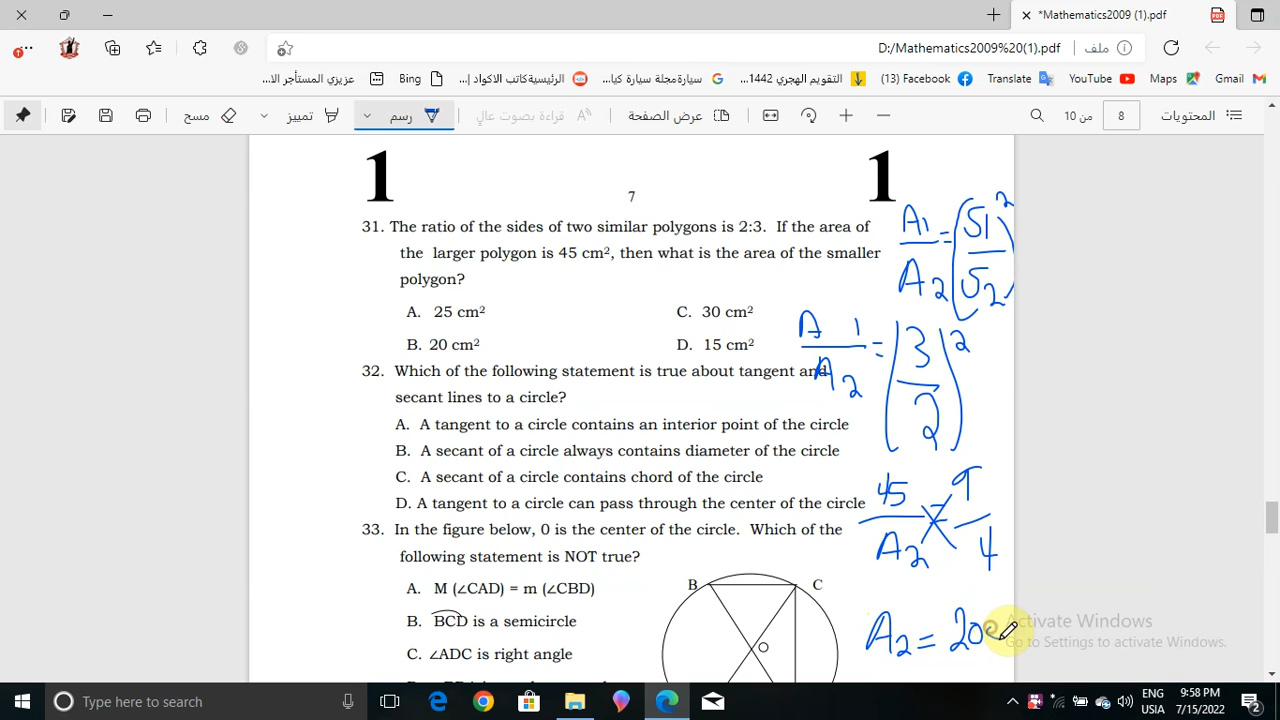 *Mathematics2009 (1).pdf
D:/Mathematics2009%20(1).pdf
ملف
عزيزي المستأجر الـ...
Bing
الرئيسيةكاتب الاكواد |...
سيارةمجلة سيارة كيا...
التقويم الهجري 1442...
(13) Facebook
Translate
YouTube
Maps
Gmail
مسح
تمييز
رسم
قراءة بصوت عالٍ
عرض الصفحة
من 10
8
المحتويات
1
7
1
31. The ratio of the sides of two similar polygons is 2:3. If the area of
the larger polygon is 45 cm², then what is the area of the smaller
polygon?
A. 25 cm²
C. 30 cm²
B. 20 cm²
D. 15 cm²
A1/A2 = (S1/S2)²
A1/A2 = (3/2)²
45/A2 = 9/4
A2 = 20
32. Which of the following statement is true about tangent and
secant lines to a circle?
A. A tangent to a circle contains an interior point of the circle
B. A secant of a circle always contains diameter of the circle
C. A secant of a circle contains chord of the circle
D. A tangent to a circle can pass through the center of the circle
33. In the figure below, 0 is the center of the circle. Which of the
following statement is NOT true?
A. M (∠CAD) = m (∠CBD)
B. BCD is a semicircle
C. ∠ADC is right angle
B
C
O
Activate Windows
Go to Settings to activate Windows.
Type here to search
ENG
USIA
9:58 PM
7/15/2022
2